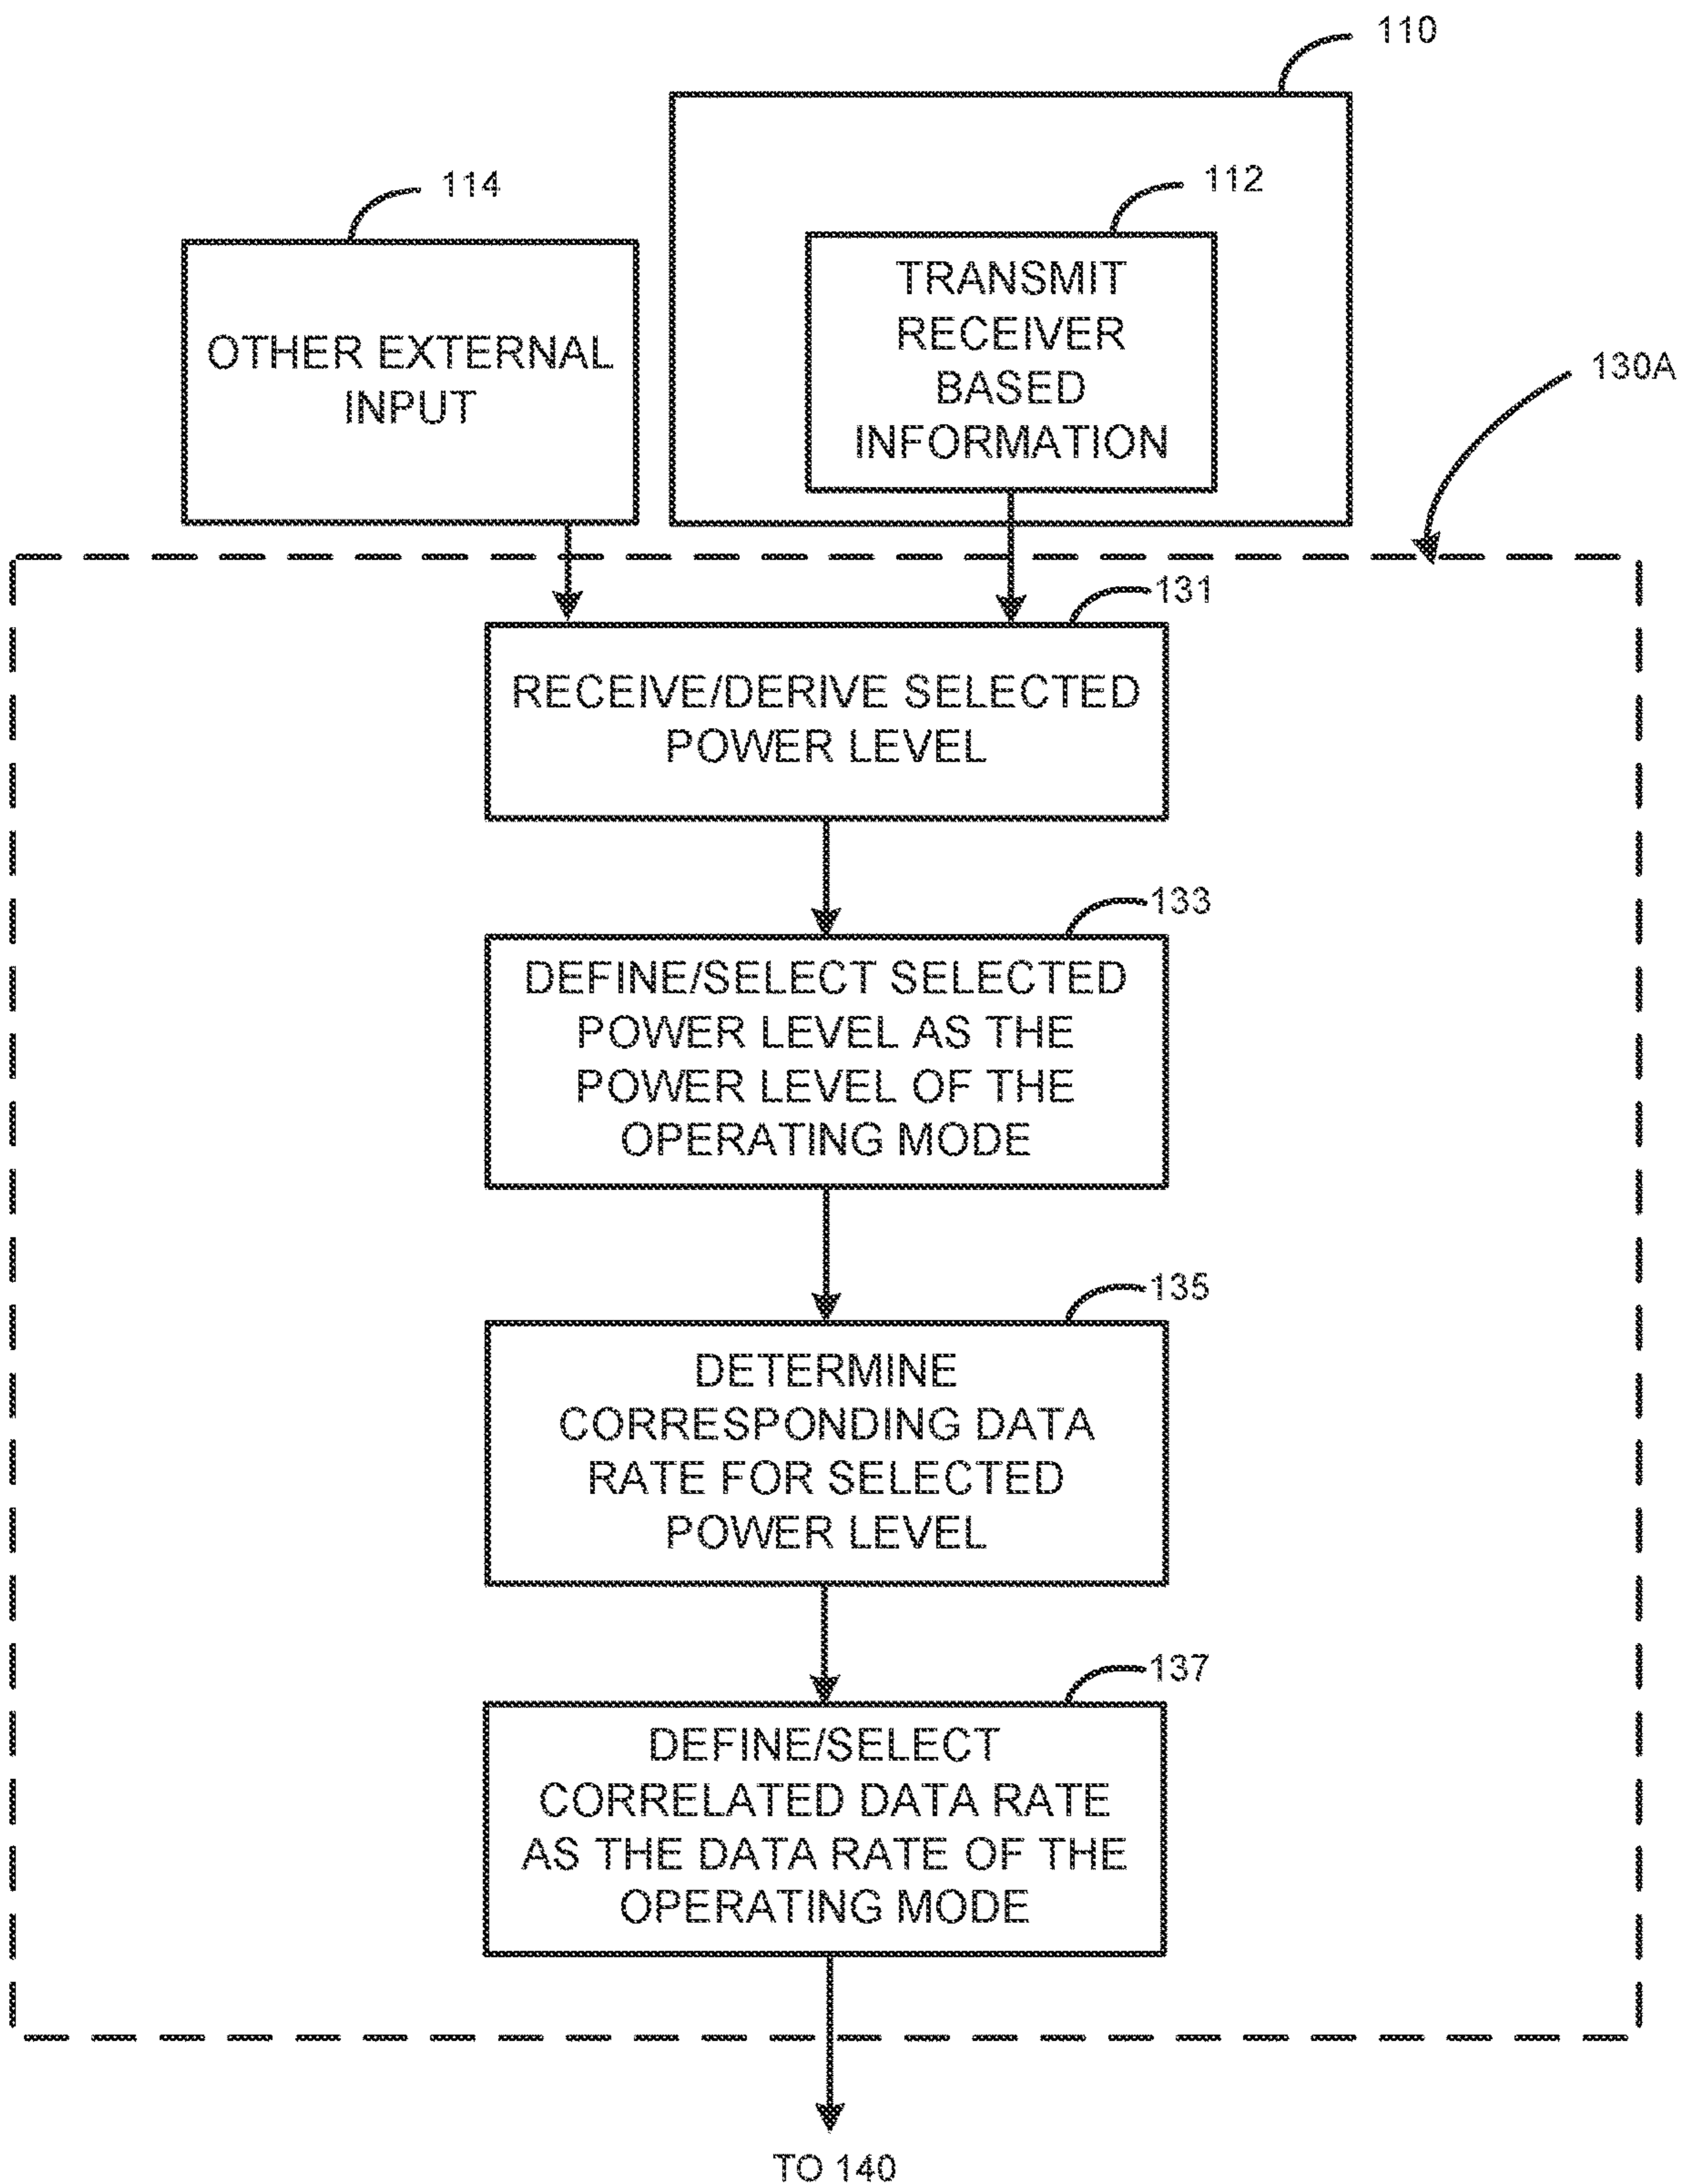 110
114
112
OTHER EXTERNAL
INPUT
TRANSMIT
RECEIVER
BASED
INFORMATION
130A
131
RECEIVE/DERIVE SELECTED
POWER LEVEL
133
DEFINE/SELECT SELECTED
POWER LEVEL AS THE
POWER LEVEL OF THE
OPERATING MODE
135
DETERMINE
CORRESPONDING DATA
RATE FOR SELECTED
POWER LEVEL
137
DEFINE/SELECT
CORRELATED DATA RATE
AS THE DATA RATE OF THE
OPERATING MODE
TO 140